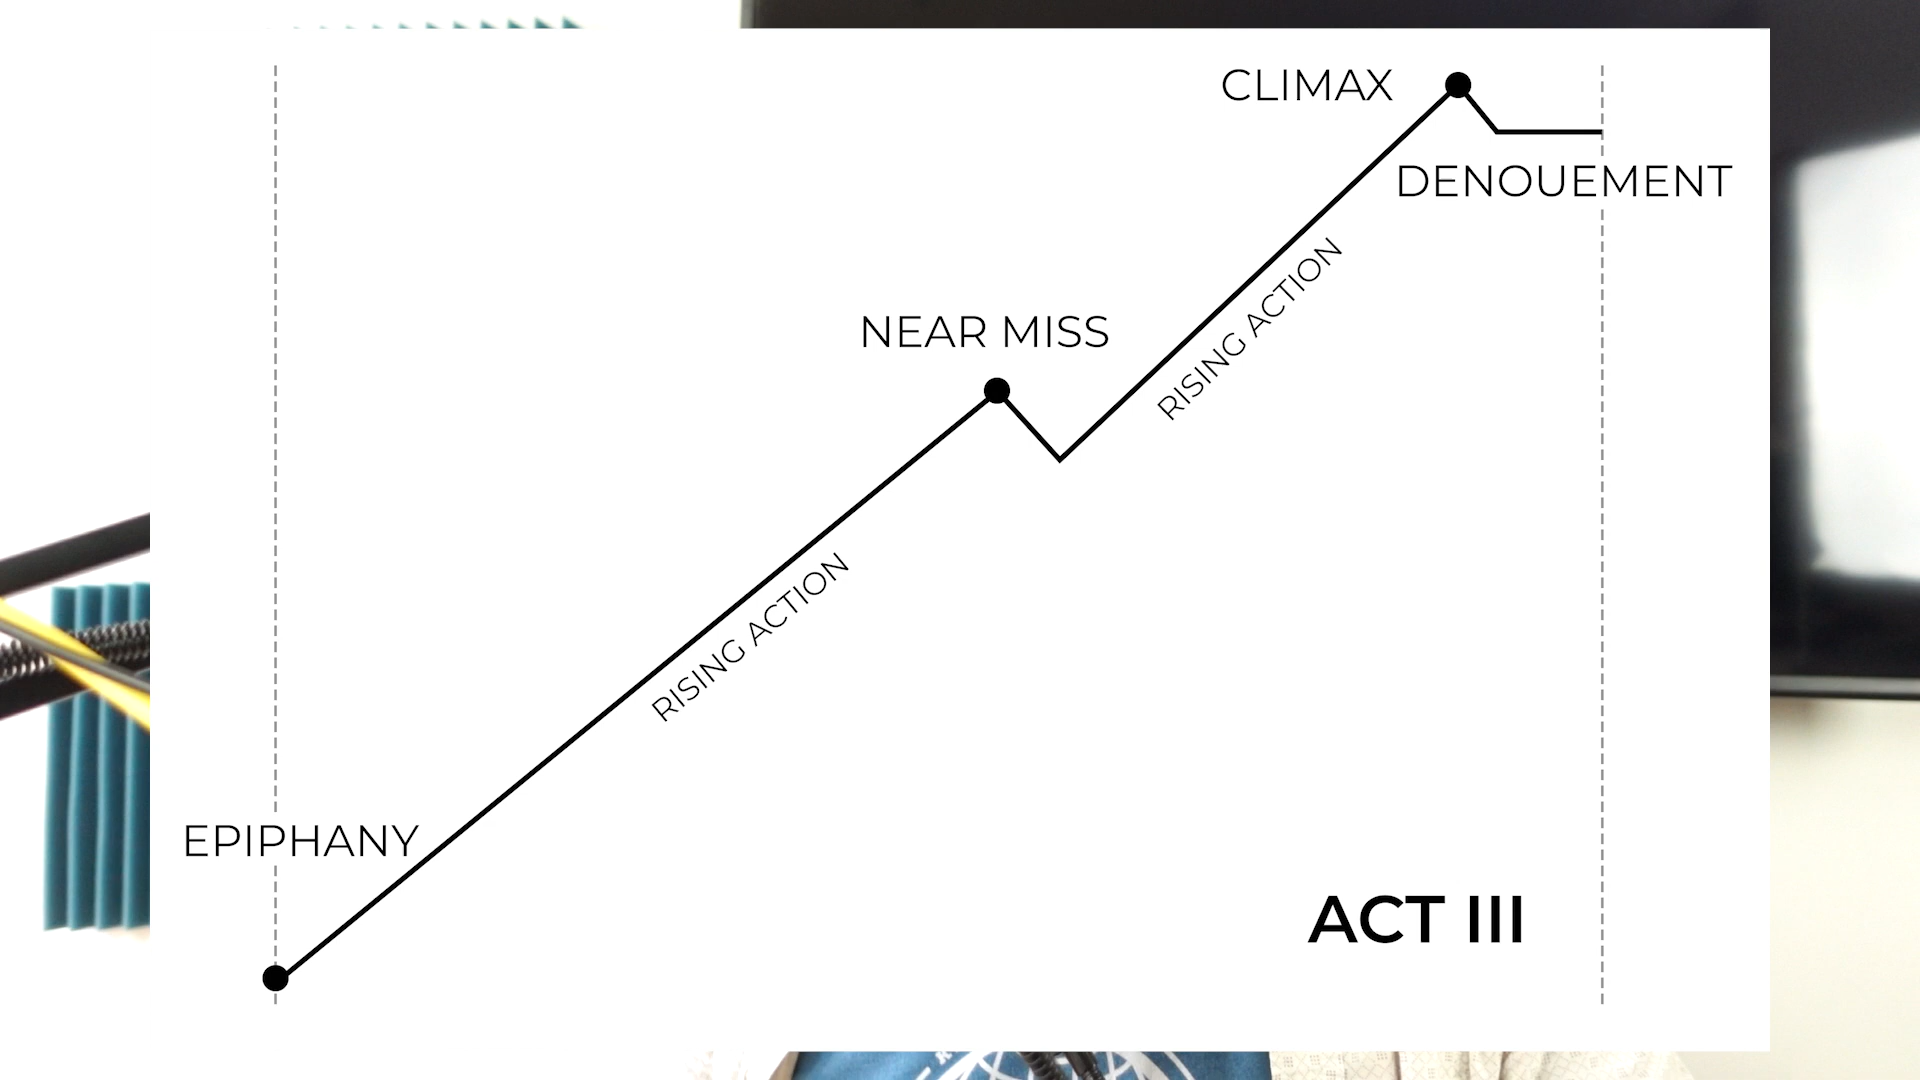 CLIMAX
DENOUEMENT
RISING ACTION
NEAR MISS
RISING ACTION
EPIPHANY
ACT III